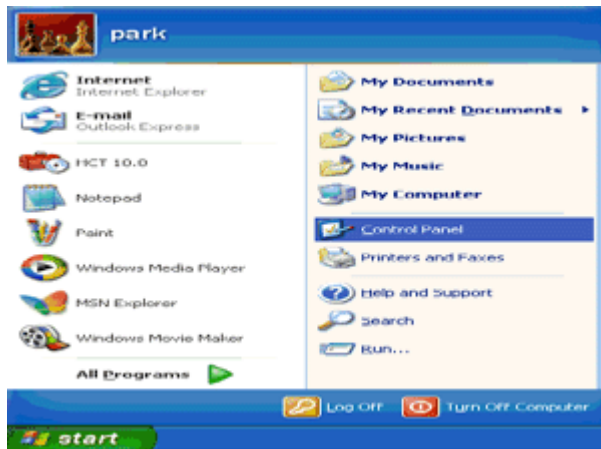 park
Internet
Internet Explorer
E-mail
Outlook Express
HCT 10.0
Notepad
Paint
Windows Media Player
MSN Explorer
Windows Movie Maker
All Programs
My Documents
My Recent Documents
My Pictures
My Music
My Computer
Control Panel
Printers and Faxes
Help and Support
Search
Run...
Log Off
Turn Off Computer
start